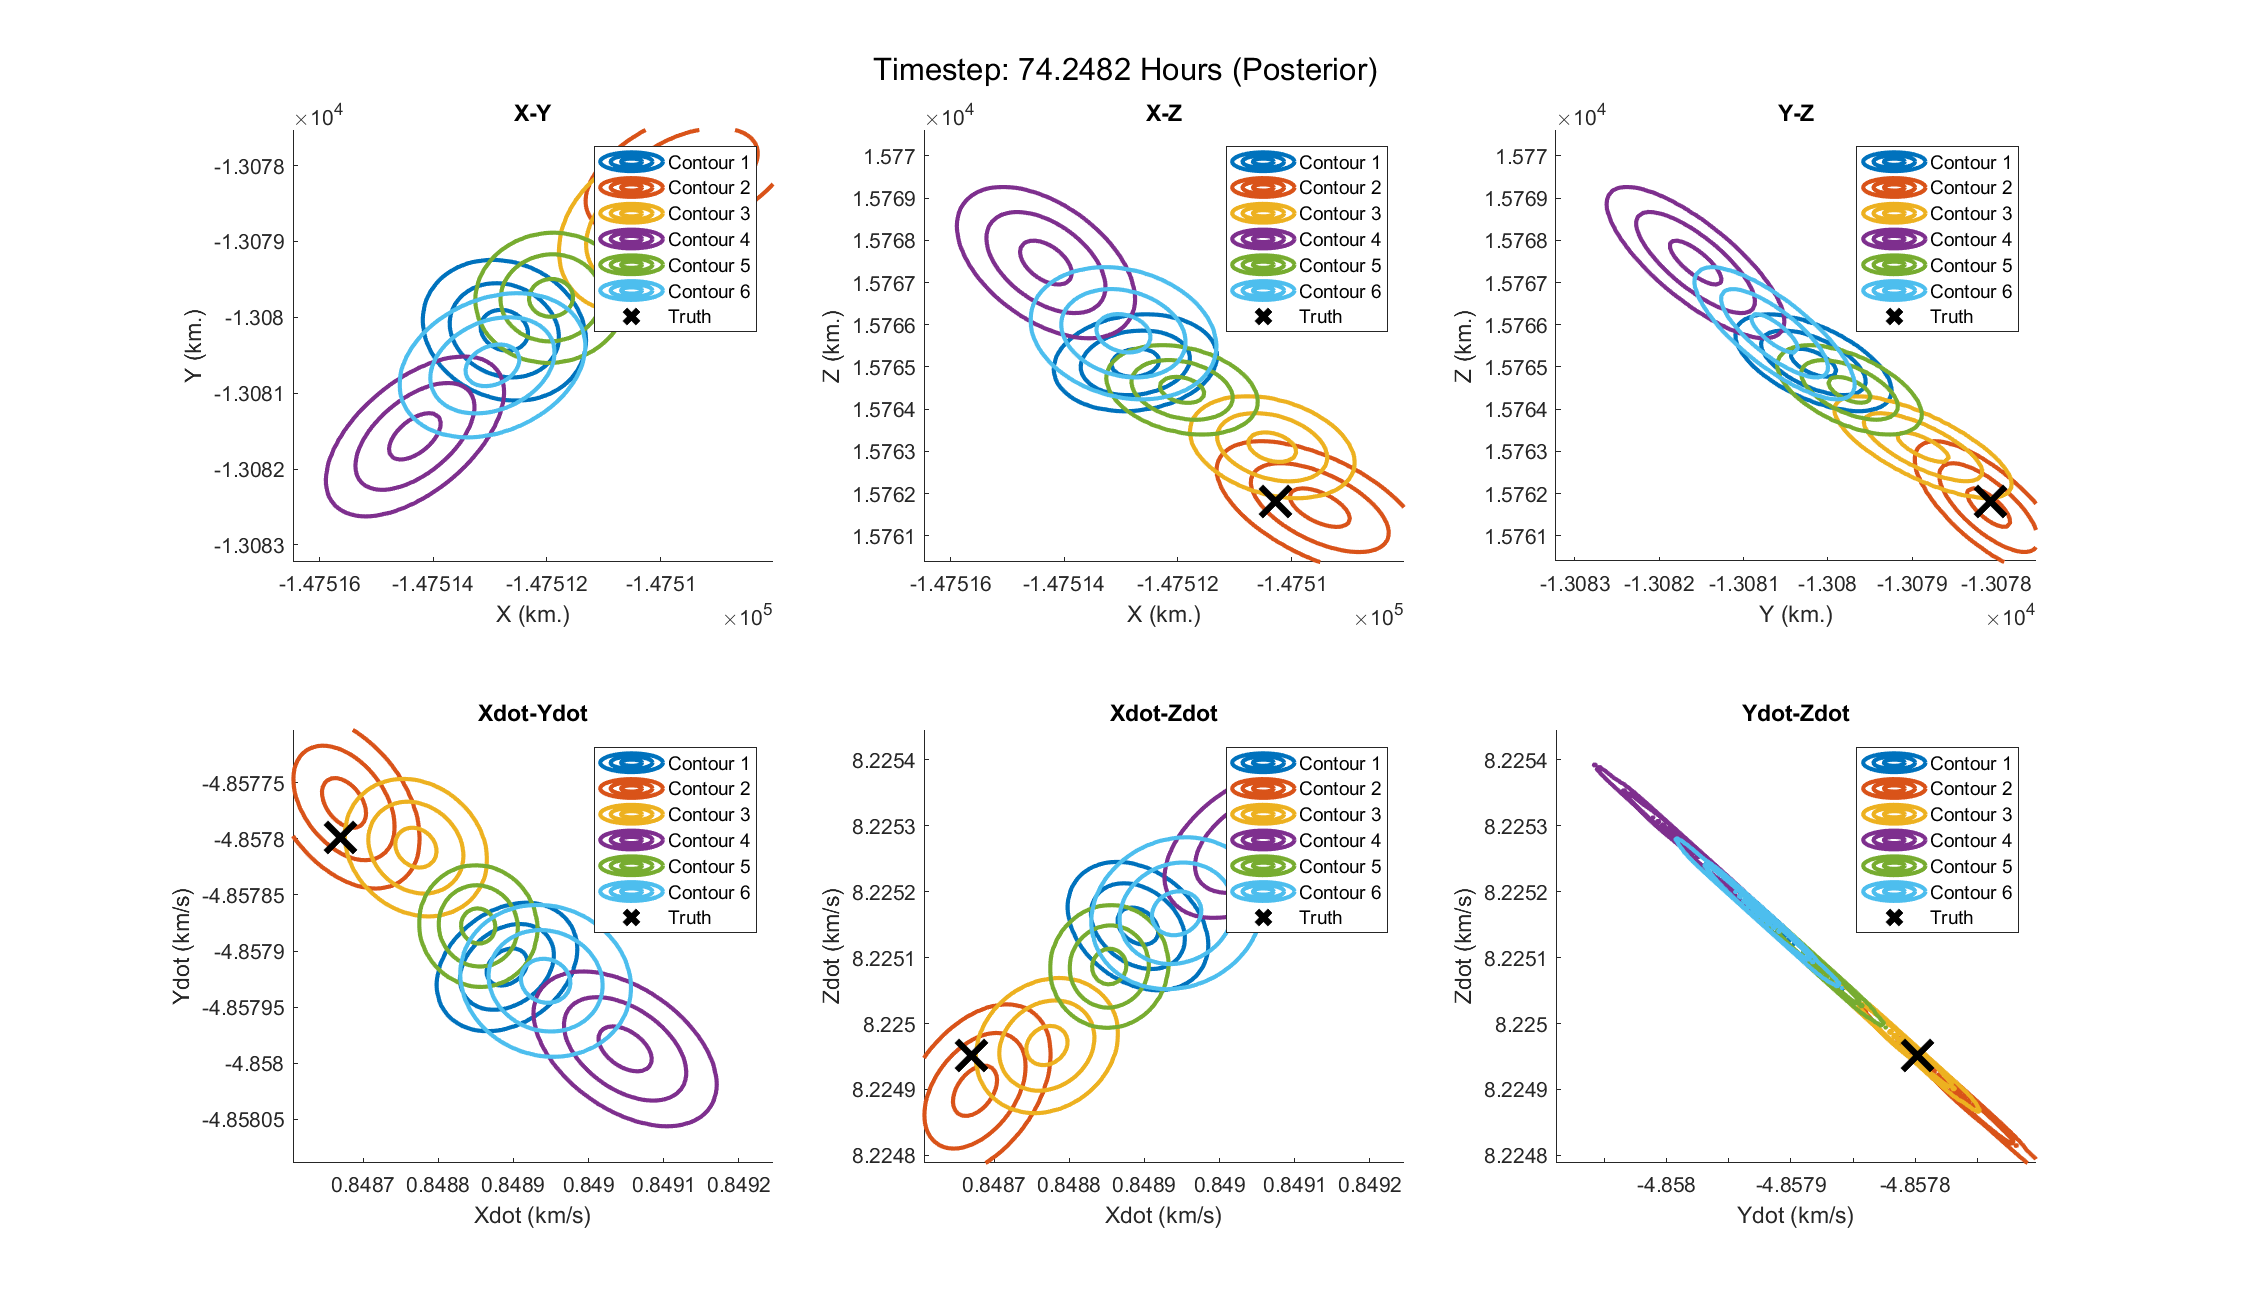 Timestep: 74.2482 Hours (Posterior)
X-Y
×10⁴
-1.3078
-1.3079
-1.308
-1.3081
-1.3082
-1.3083
Y (km.)
-1.47516
-1.47514
-1.47512
-1.4751
X (km.)
×10⁵
Contour 1
Contour 2
Contour 3
Contour 4
Contour 5
Contour 6
Truth
X-Z
×10⁴
1.577
1.5769
1.5768
1.5767
1.5766
1.5765
1.5764
1.5763
1.5762
1.5761
Z (km.)
-1.47516
-1.47514
-1.47512
-1.4751
X (km.)
×10⁵
Contour 1
Contour 2
Contour 3
Contour 4
Contour 5
Contour 6
Truth
Y-Z
×10⁴
1.577
1.5769
1.5768
1.5767
1.5766
1.5765
1.5764
1.5763
1.5762
1.5761
Z (km.)
-1.3083
-1.3082
-1.3081
-1.308
-1.3079
-1.3078
Y (km.)
×10⁴
Contour 1
Contour 2
Contour 3
Contour 4
Contour 5
Contour 6
Truth
Xdot-Ydot
-4.85775
-4.8578
-4.85785
-4.8579
-4.85795
-4.858
-4.85805
Ydot (km/s)
0.8487
0.8488
0.8489
0.849
0.8491
0.8492
Xdot (km/s)
Contour 1
Contour 2
Contour 3
Contour 4
Contour 5
Contour 6
Truth
Xdot-Zdot
8.2254
8.2253
8.2252
8.2251
8.225
8.2249
8.2248
Zdot (km/s)
0.8487
0.8488
0.8489
0.849
0.8491
0.8492
Xdot (km/s)
Contour 1
Contour 2
Contour 3
Contour 4
Contour 5
Contour 6
Truth
Ydot-Zdot
8.2254
8.2253
8.2252
8.2251
8.225
8.2249
8.2248
Zdot (km/s)
-4.858
-4.8579
-4.8578
Ydot (km/s)
Contour 1
Contour 2
Contour 3
Contour 4
Contour 5
Contour 6
Truth